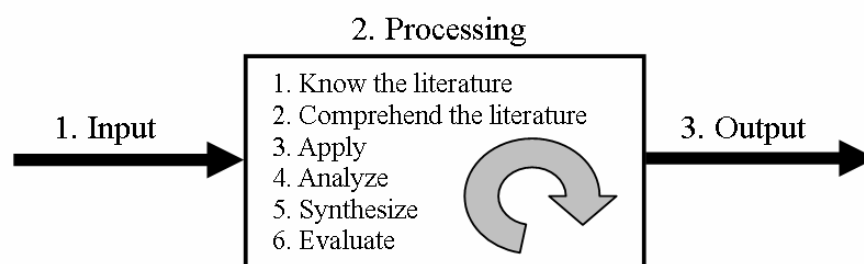 2. Processing
1. Input
1. Know the literature
2. Comprehend the literature
3. Apply
4. Analyze
5. Synthesize
6. Evaluate
3. Output